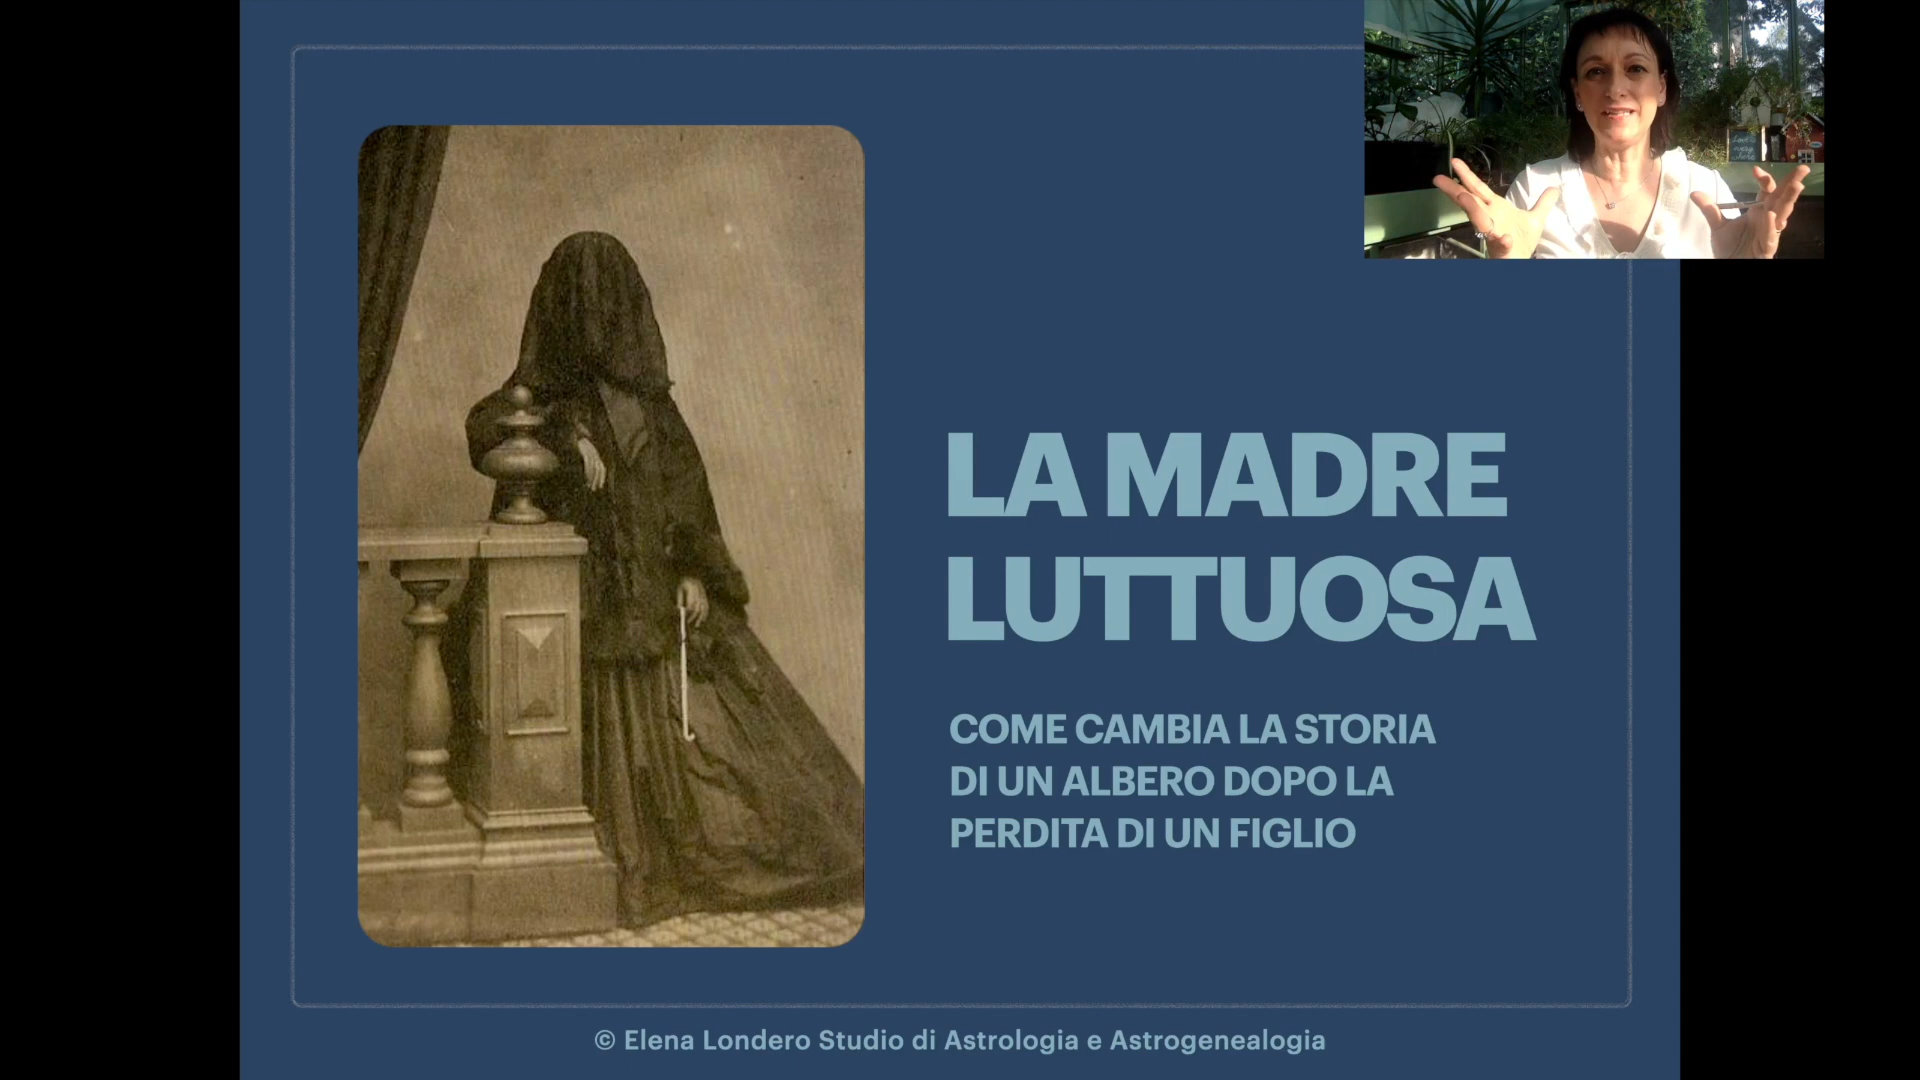 LA MADRE
LUTTUOSA
COME CAMBIA LA STORIA
DI UN ALBERO DOPO LA
PERDITA DI UN FIGLIO
© Elena Londero Studio di Astrologia e Astrogenealogia